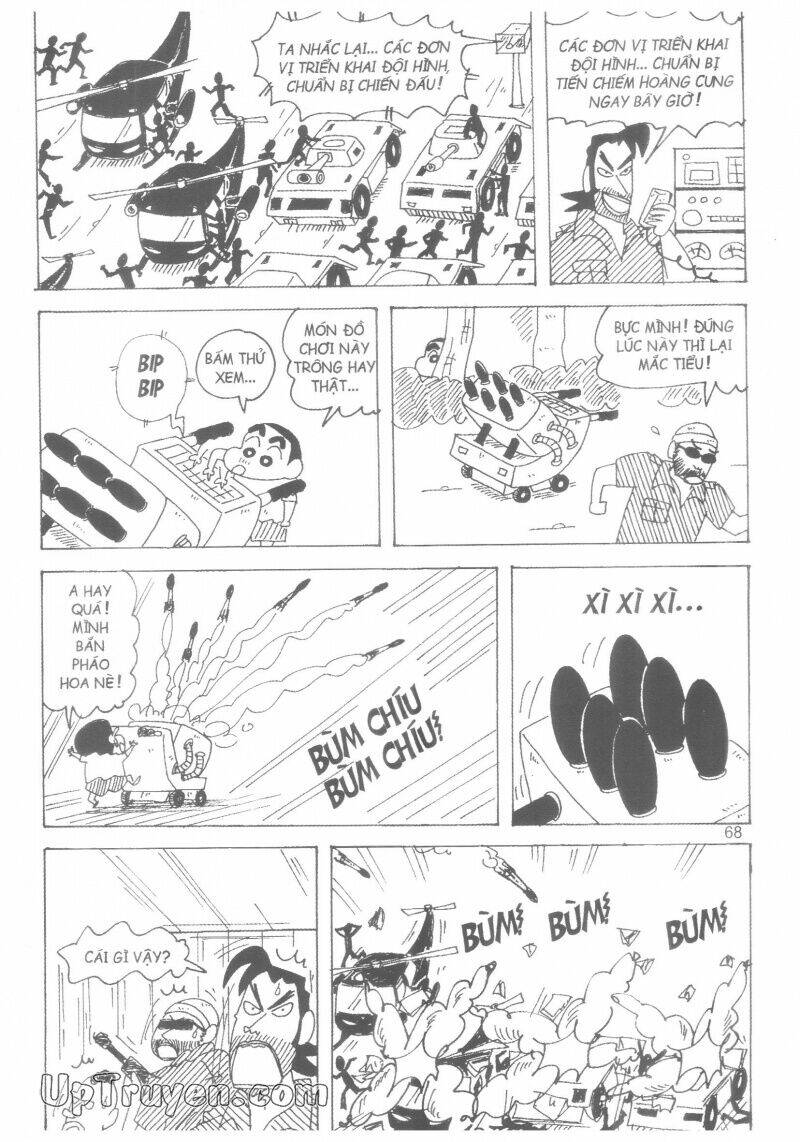 TA NHẮC LẠI... CÁC ĐƠN
VỊ TRIỂN KHAI ĐỘI HÌNH,
CHUẨN BỊ CHIẾN ĐẤU!
CÁC ĐƠN VỊ TRIỂN KHAI
ĐỘI HÌNH... CHUẨN BỊ
TIẾN CHIẾM HOÀNG CUNG
NGAY BÂY GIỜ!
BIP
BIP
BẤM THỬ
XEM...
MÓN ĐỒ
CHƠI NÀY
TRÔNG HAY
THẬT...
BỰC MÌNH! ĐÚNG
LÚC NÀY THÌ LẠI
MẮC TIỂU!
A HAY
QUÁ!
MÌNH
BẮN
PHÁO
HOA NÈ!
BÙM CHÍU
BÙM CHÍU!
XÌ XÌ XÌ...
68
CÁI GÌ VẬY?
BÙM!
BÙM!
BÙM!
UpTruyen.com